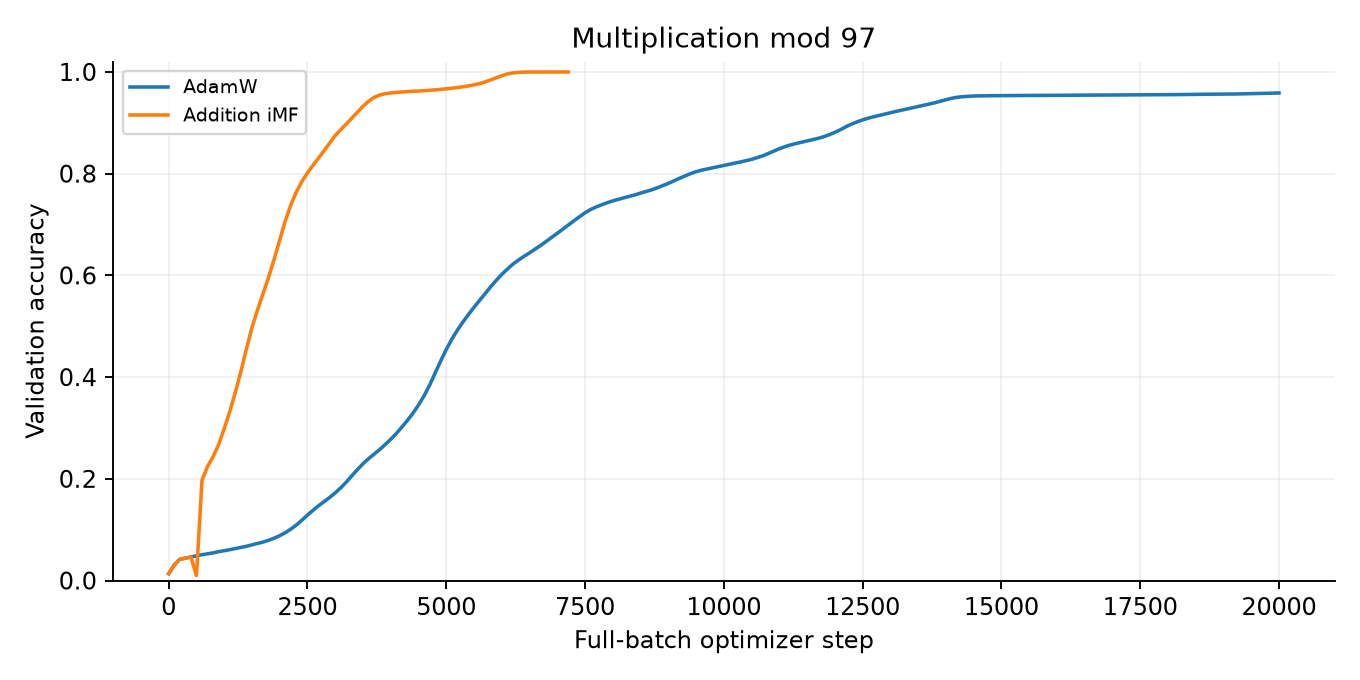 Multiplication mod 97
AdamW
Addition iMF
Validation accuracy
1.0
0.8
0.6
0.4
0.2
0.0
0 2500 5000 7500 10000 12500 15000 17500 20000
Full-batch optimizer step